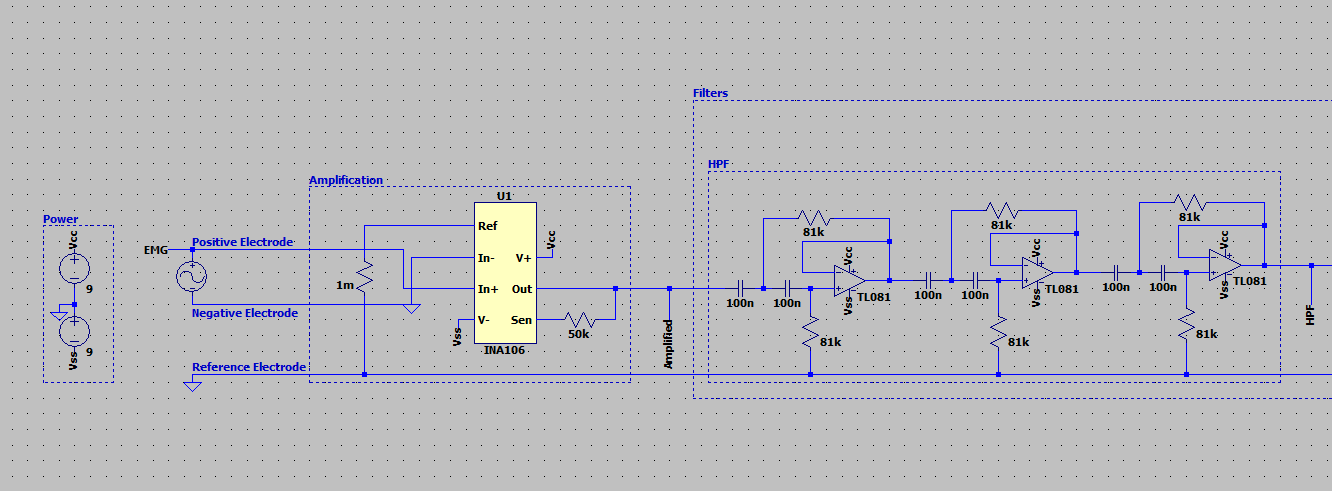 Filters
HPF
Amplification
U1
Power
Vcc
9
9
Vss
EMG
Positive Electrode
Negative Electrode
Reference Electrode
1m
Ref
In-
In+
V-
V+
Out
Sen
INA106
Vcc
Vss
50k
Amplified
100n
100n
81k
Vcc
Vss
TL081
81k
100n
100n
81k
Vcc
Vss
TL081
81k
100n
100n
81k
Vcc
Vss
TL081
81k
HPF